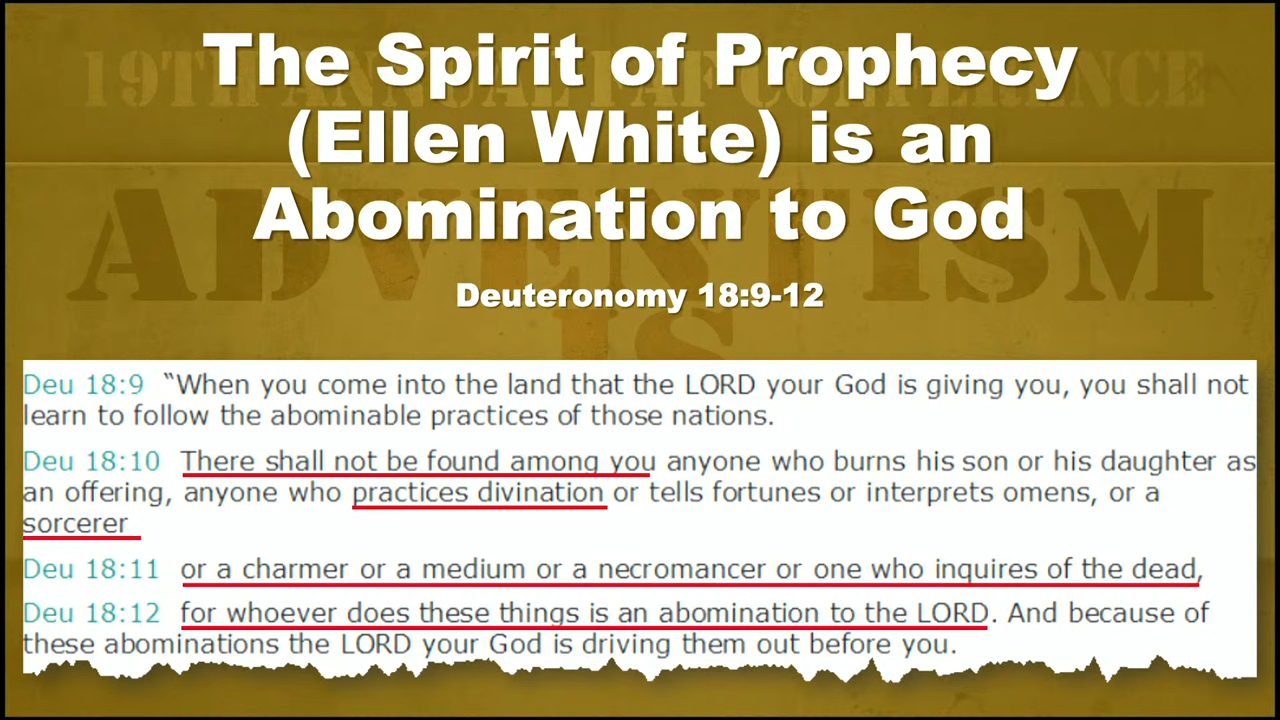 19TH ANNUAL FAF CONFERENCE
The Spirit of Prophecy
(Ellen White) is an
Abomination to God
ADVENTISM
IS
Deuteronomy 18:9-12
Deu 18:9 “When you come into the land that the LORD your God is giving you, you shall not
learn to follow the abominable practices of those nations.
Deu 18:10 There shall not be found among you anyone who burns his son or his daughter as
an offering, anyone who practices divination or tells fortunes or interprets omens, or a
sorcerer
Deu 18:11 or a charmer or a medium or a necromancer or one who inquires of the dead,
Deu 18:12 for whoever does these things is an abomination to the LORD. And because of
these abominations the LORD your God is driving them out before you.